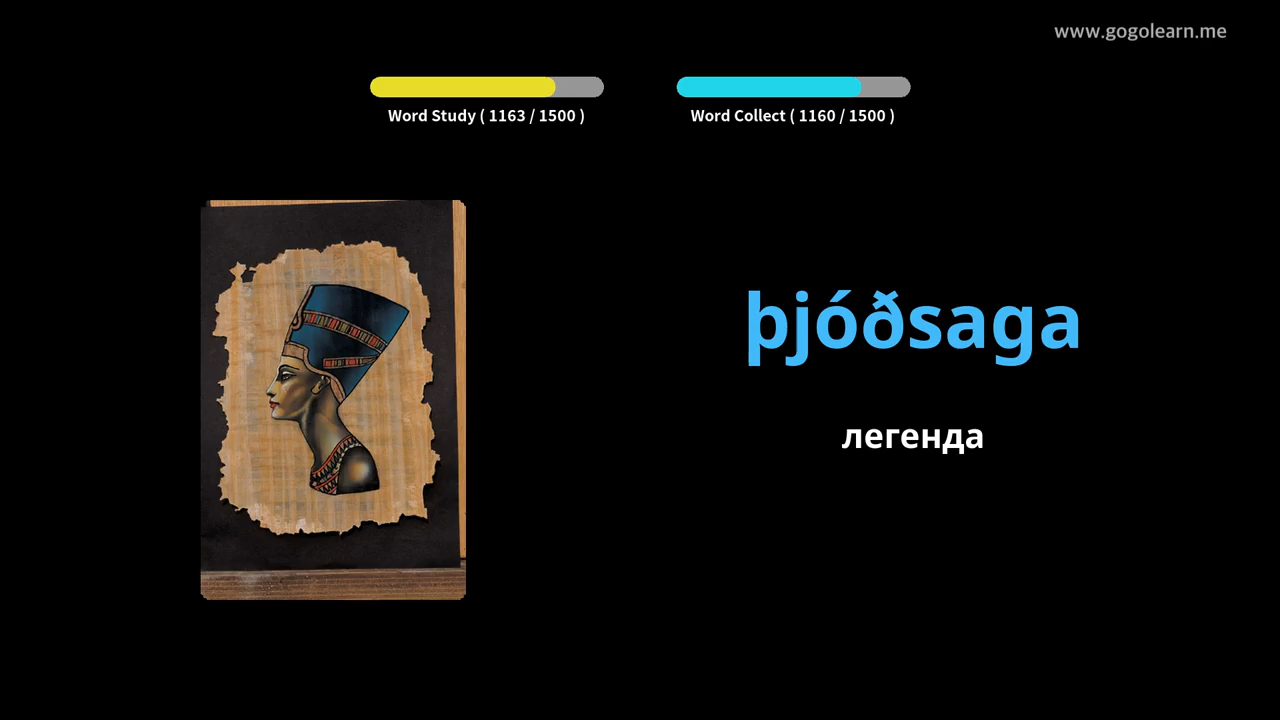 www.gogolearn.me
Word Study ( 1163 / 1500 )
Word Collect ( 1160 / 1500 )
þjóðsaga
легенда